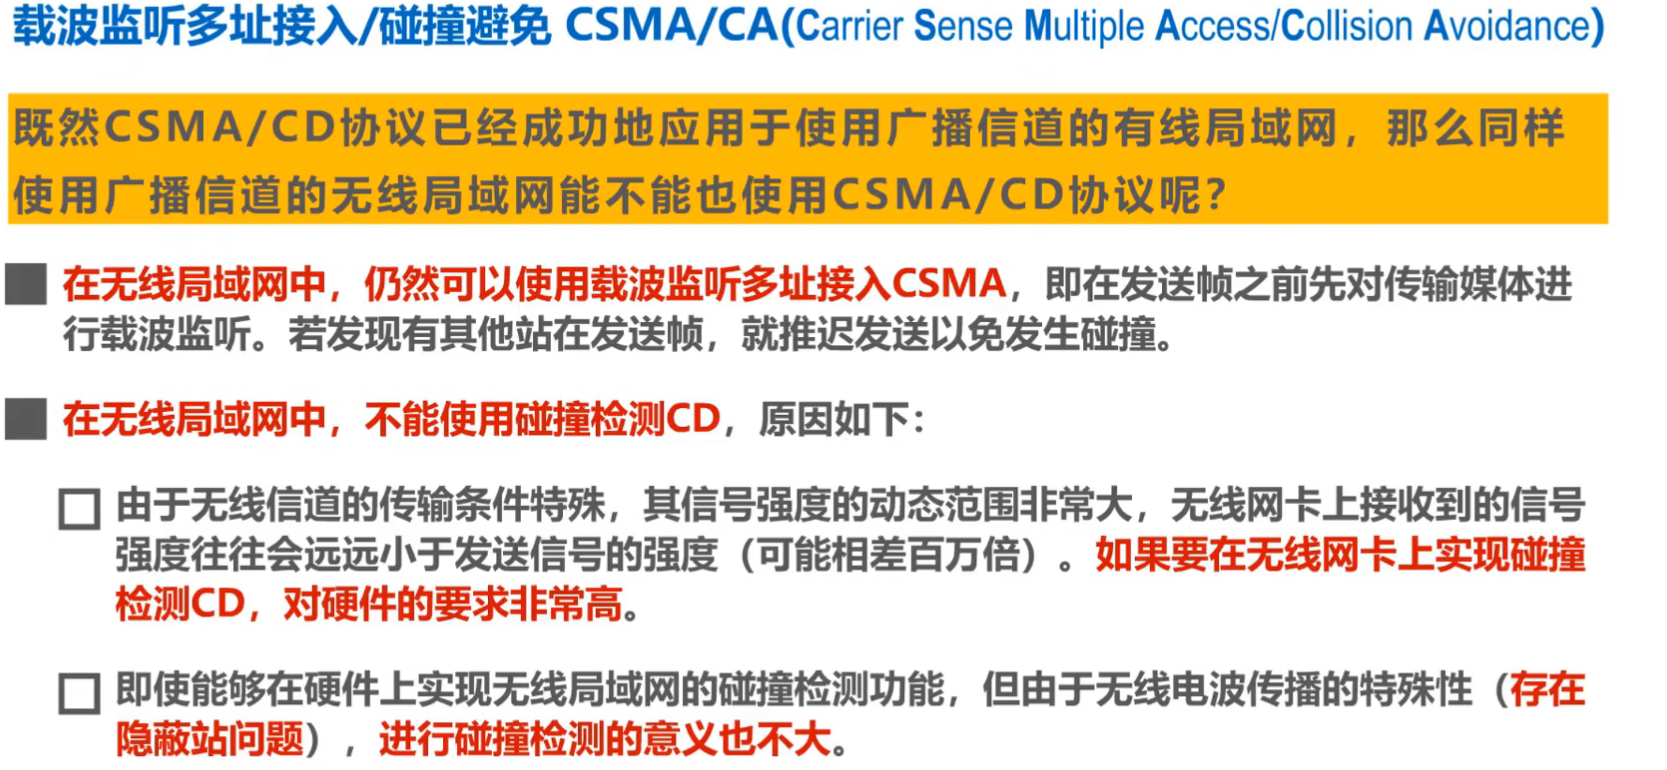 载波监听多址接入/碰撞避免 CSMA/CA(Carrier Sense Multiple Access/Collision Avoidance)
既然CSMA/CD协议已经成功地应用于使用广播信道的有线局域网，那么同样
使用广播信道的无线局域网能不能也使用CSMA/CD协议呢？
在无线局域网中，仍然可以使用载波监听多址接入CSMA，即在发送帧之前先对传输媒体进
行载波监听。若发现有其他站在发送帧，就推迟发送以免发生碰撞。
在无线局域网中，不能使用碰撞检测CD，原因如下：
由于无线信道的传输条件特殊，其信号强度的动态范围非常大，无线网卡上接收到的信号
强度往往会远远小于发送信号的强度（可能相差百万倍）。如果要在无线网卡上实现碰撞
检测CD，对硬件的要求非常高。
即使能够在硬件上实现无线局域网的碰撞检测功能，但由于无线电波传播的特殊性（存在
隐蔽站问题），进行碰撞检测的意义也不大。